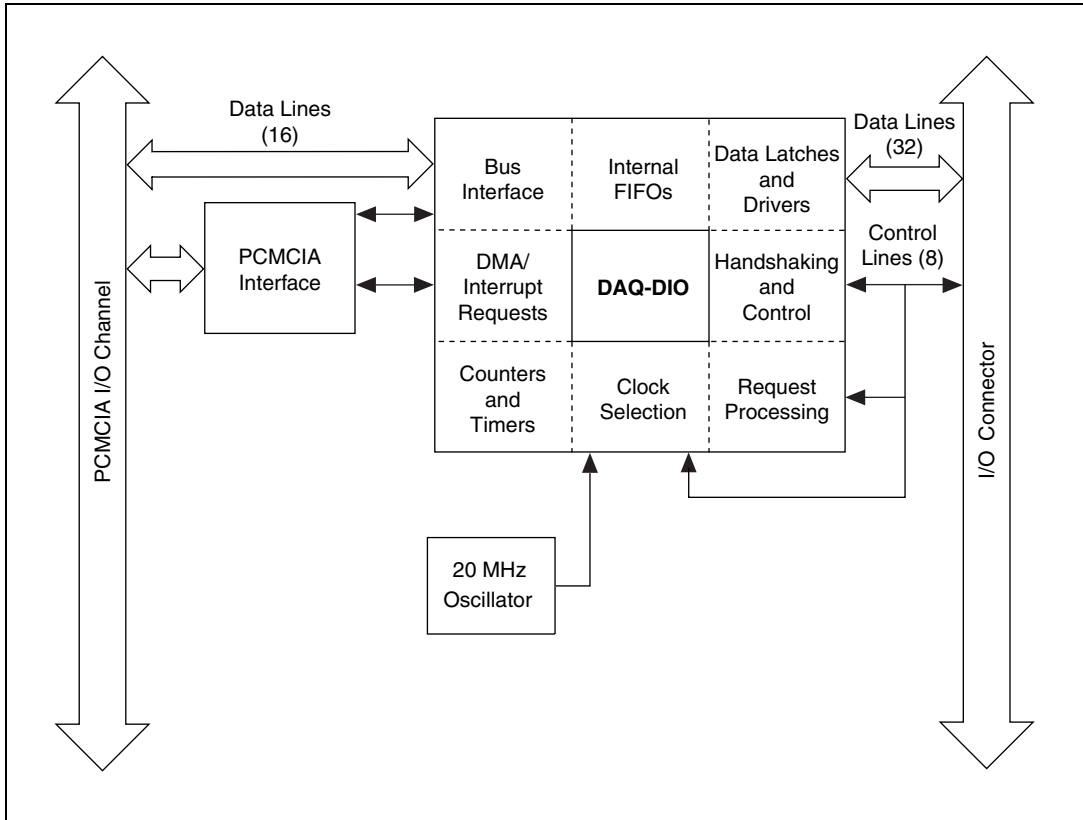 PCMCIA I/O Channel
Data Lines
(16)
PCMCIA
Interface
Bus
Interface
Internal
FIFOs
Data Latches
and
Drivers
DMA/
Interrupt
Requests
DAQ-DIO
Handshaking
and
Control
Counters
and
Timers
Clock
Selection
Request
Processing
20 MHz
Oscillator
Data Lines
(32)
Control
Lines (8)
I/O Connector